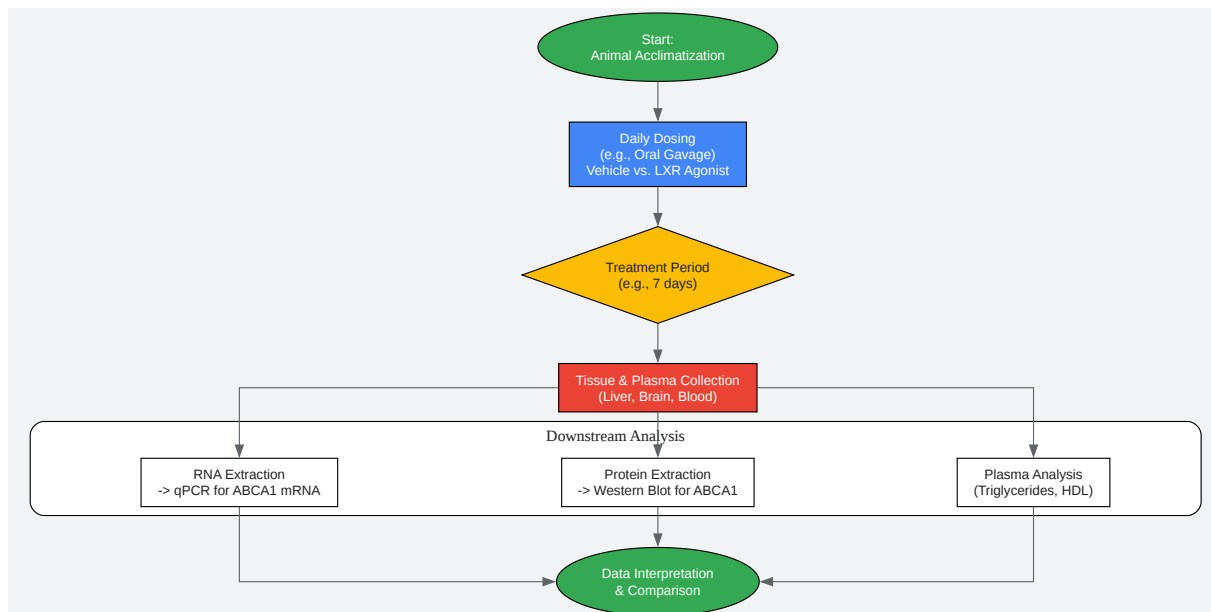 Start:
Animal Acclimatization
Daily Dosing
(e.g., Oral Gavage)
Vehicle vs. LXR Agonist
Treatment Period
(e.g., 7 days)
Tissue & Plasma Collection
(Liver, Brain, Blood)
Downstream Analysis
RNA Extraction
-> qPCR for ABCA1 mRNA
Protein Extraction
-> Western Blot for ABCA1
Plasma Analysis
(Triglycerides, HDL)
Data Interpretation
& Comparison